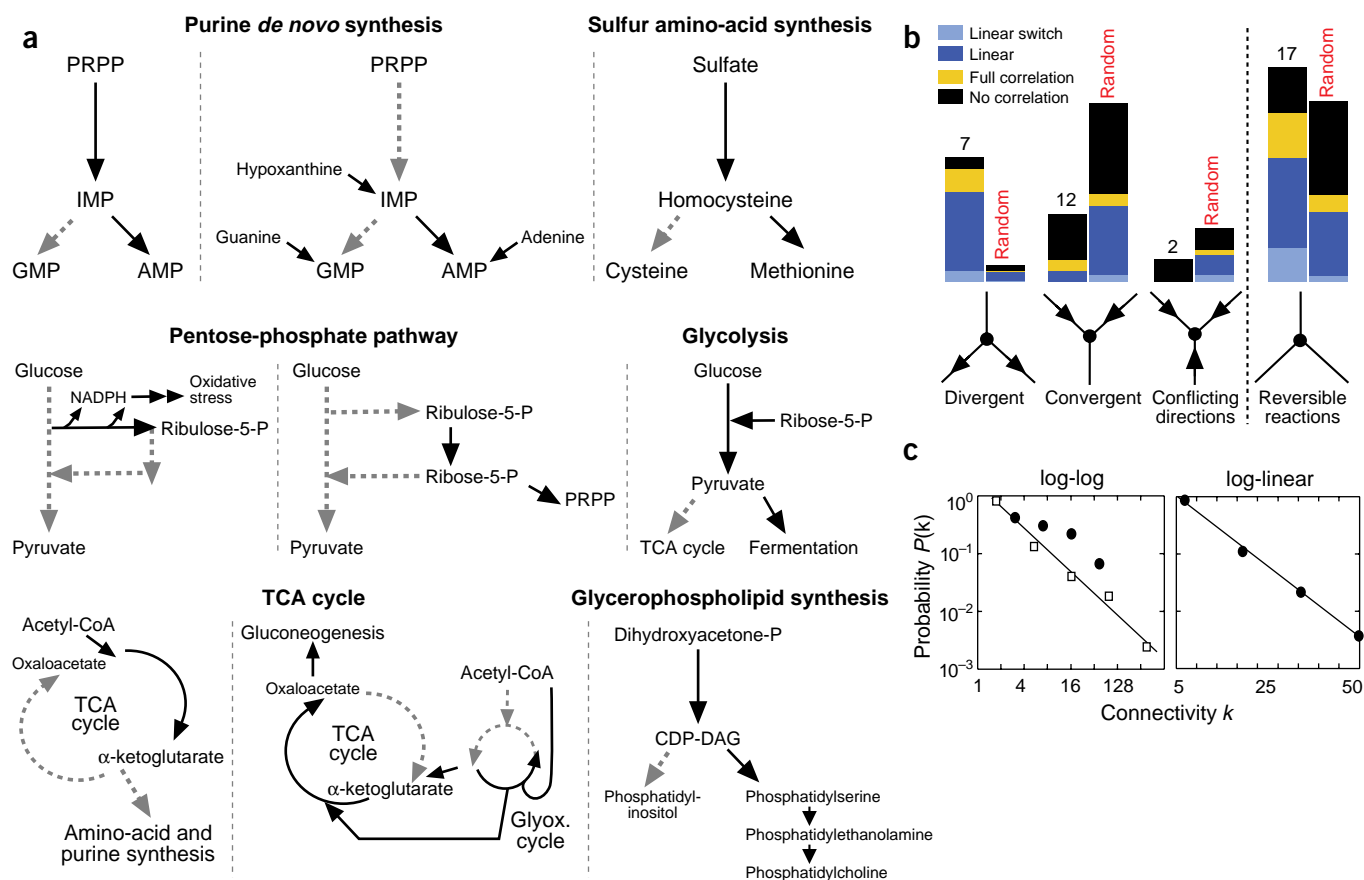 a
Purine de novo synthesis
PRPP
IMP
GMP
AMP
PRPP
Hypoxanthine
IMP
Guanine
Adenine
GMP
AMP
Sulfur amino-acid synthesis
Sulfate
Homocysteine
Cysteine
Methionine
Pentose-phosphate pathway
Glucose
NADPH
Oxidative
stress
Ribulose-5-P
Pyruvate
Glucose
Ribulose-5-P
Ribose-5-P
PRPP
Pyruvate
Glycolysis
Glucose
Ribose-5-P
Pyruvate
TCA cycle
Fermentation
TCA cycle
Acetyl-CoA
Oxaloacetate
TCA
cycle
α-ketoglutarate
Amino-acid and
purine synthesis
Gluconeogenesis
Oxaloacetate
Acetyl-CoA
TCA
cycle
α-ketoglutarate
Glyox.
cycle
Glycerophospholipid synthesis
Dihydroxyacetone-P
CDP-DAG
Phosphatidyl-
inositol
Phosphatidylserine
Phosphatidylethanolamine
Phosphatidylcholine
b
Linear switch
Linear
Full correlation
No correlation
7
Random
12
Random
2
Random
17
Random
Divergent
Convergent
Conflicting
directions
Reversible
reactions
c
log-log
log-linear
Probability P(k)
10⁰
10⁻¹
10⁻²
10⁻³
1 4 16 128
5 25 50
Connectivity k